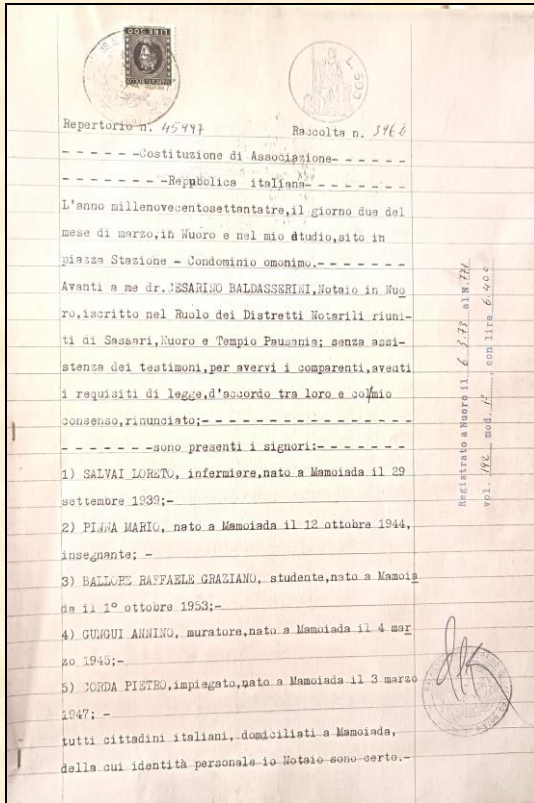 LIRE 500
L. 500
Repertorio n. 45497 Raccolta n. 3466
- - - - - -Costituzione di Associazione- - - - - -
- - - - - - - -Repubblica italiana- - - - - - -
L'anno millenovecentosettantatre,il giorno due del
mese di marzo,in Nuoro e nel mio studio,sito in
piazza Stazione - Condominio omonimo.- - - - - - -
Avanti a me dr.CESARINO BALDASSERINI,Notaio in Nuo
ro,iscritto nel Ruolo dei Distretti Notarili riuni-
ti di Sassari,Nuoro e Tempio Pausania; senza assi-
stenza dei testimoni,per avervi i comparenti,aventi
i requisiti di legge,d'accordo tra loro e col mio
consenso,rinunciato;- - - - - - - - - - - - - - - -
- - - - - - -sono presenti i signori:- - - - - - -
1) SALVAI LORETO, infermiere,nato a Mamoiada il 29
settembre 1939;-
2) PINNA MARIO, nato a Mamoiada il 12 ottobre 1944,
insegnante; -
3) BALLORE RAFFAELE GRAZIANO, studente,nato a Mamoia
da il 1° ottobre 1953;-
4) GUNGUI ANNINO, muratore,nato a Mamoiada il 4 mar
zo 1945;-
5) CORDA PIETRO,impiegato,nato a Mamoiada il 3 marzo
1947; -
tutti cittadini italiani, domiciliati a Mamoiada,
della cui identità personale io Notaio sono certo.-
Registrato a Nuoro il 6.3.73 al N. 771
vol. 192 mod. 1° con lire 6.400